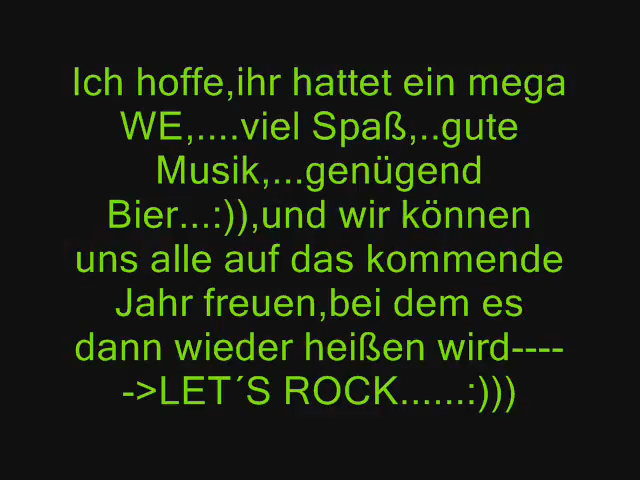 Ich hoffe,ihr hattet ein mega
WE,....viel Spaß,..gute
Musik,...genügend
Bier...:)),und wir können
uns alle auf das kommende
Jahr freuen,bei dem es
dann wieder heißen wird----
->LET´S ROCK......:)))